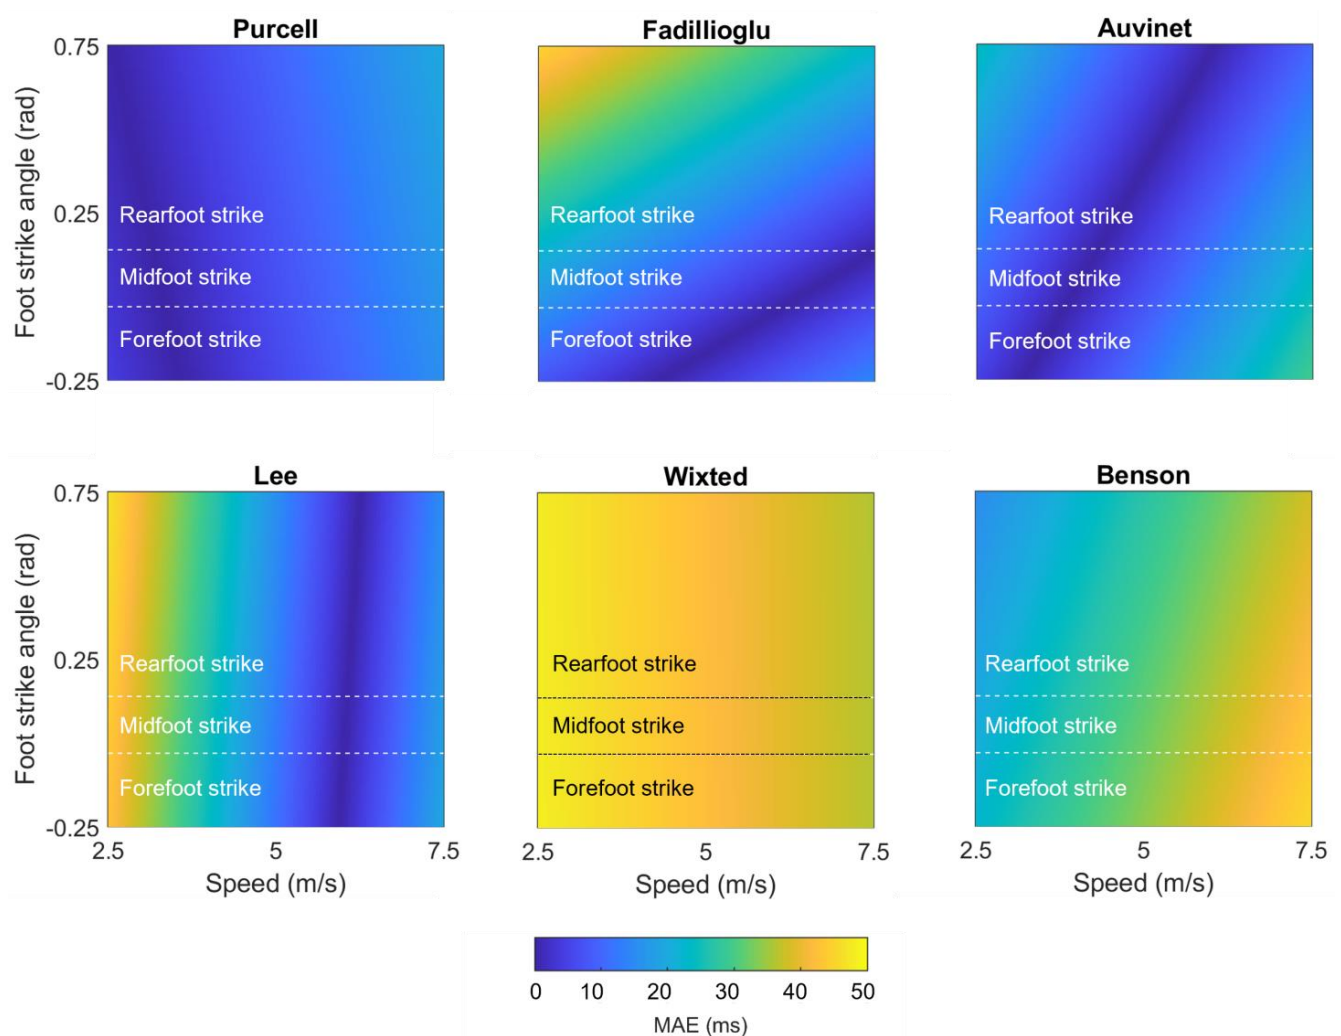 Purcell
Fadillioglu
Auvinet
Foot strike angle (rad)
0.75
0.25
-0.25
Rearfoot strike
Midfoot strike
Forefoot strike
Rearfoot strike
Midfoot strike
Forefoot strike
Rearfoot strike
Midfoot strike
Forefoot strike
Lee
Wixted
Benson
Foot strike angle (rad)
0.75
0.25
-0.25
Rearfoot strike
Midfoot strike
Forefoot strike
Rearfoot strike
Midfoot strike
Forefoot strike
Rearfoot strike
Midfoot strike
Forefoot strike
2.5 5 7.5
2.5 5 7.5
2.5 5 7.5
Speed (m/s)
Speed (m/s)
Speed (m/s)
0 10 20 30 40 50
MAE (ms)